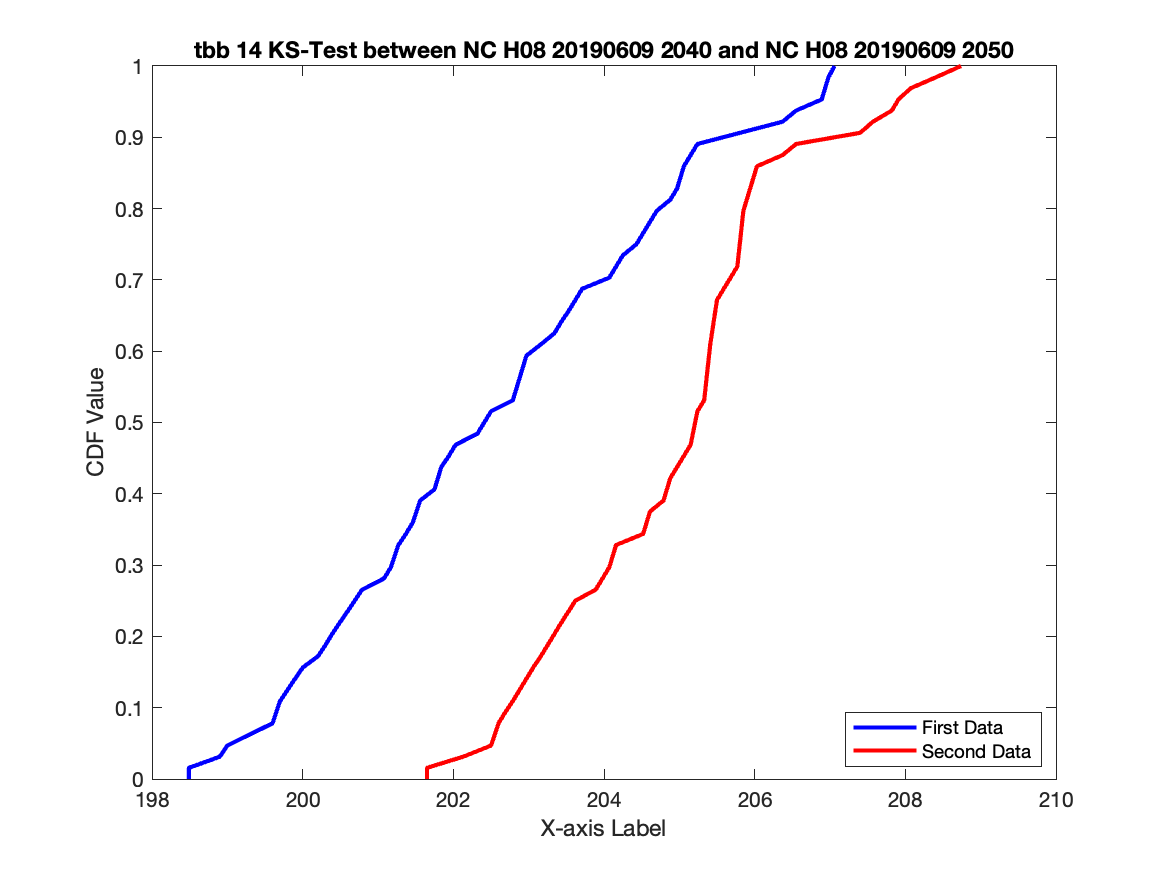 tbb 14 KS-Test between NC H08 20190609 2040 and NC H08 20190609 2050
1
0.9
0.8
0.7
0.6
0.5
0.4
0.3
0.2
0.1
0
CDF Value
First Data
Second Data
198 200 202 204 206 208 210
X-axis Label